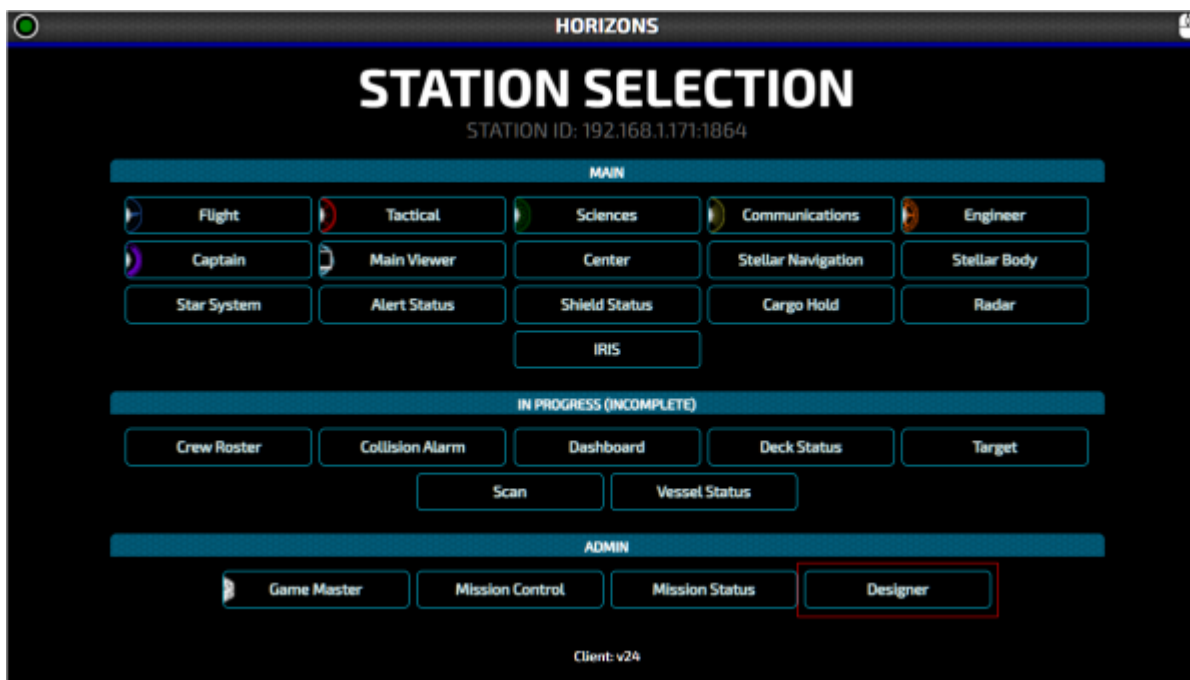 HORIZONS
STATION SELECTION
STATION ID: 192.168.1.171:1864
MAIN
Flight Tactical Sciences Communications Engineer
Captain Main Viewer Center Stellar Navigation Stellar Body
Star System Alert Status Shield Status Cargo Hold Radar
IRIS
IN PROGRESS (INCOMPLETE)
Crew Roster Collision Alarm Dashboard Deck Status Target
Scan Vessel Status
ADMIN
Game Master Mission Control Mission Status Designer
Client: v24